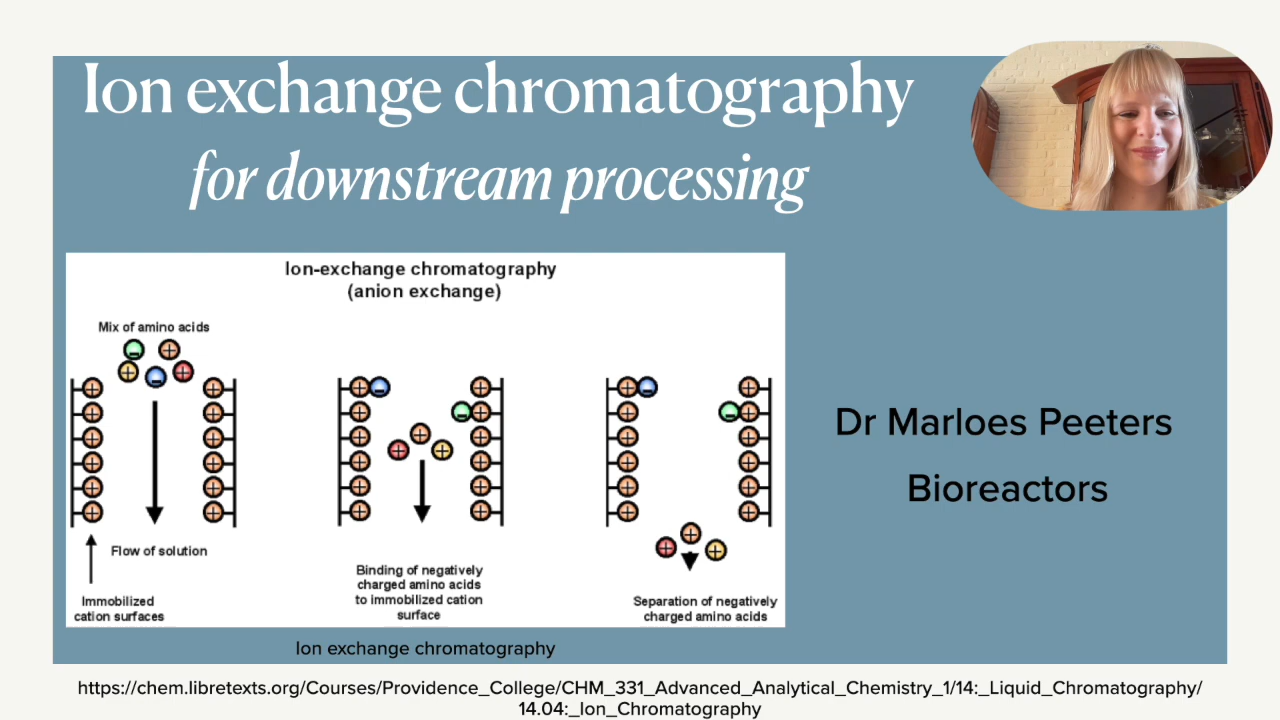 Ion exchange chromatography
for downstream processing
Ion-exchange chromatography
(anion exchange)
Mix of amino acids
Flow of solution
Immobilized
cation surfaces
Binding of negatively
charged amino acids
to immobilized cation
surface
Separation of negatively
charged amino acids
Ion exchange chromatography
Dr Marloes Peeters
Bioreactors
https://chem.libretexts.org/Courses/Providence_College/CHM_331_Advanced_Analytical_Chemistry_1/14:_Liquid_Chromatography/
14.04:_Ion_Chromatography